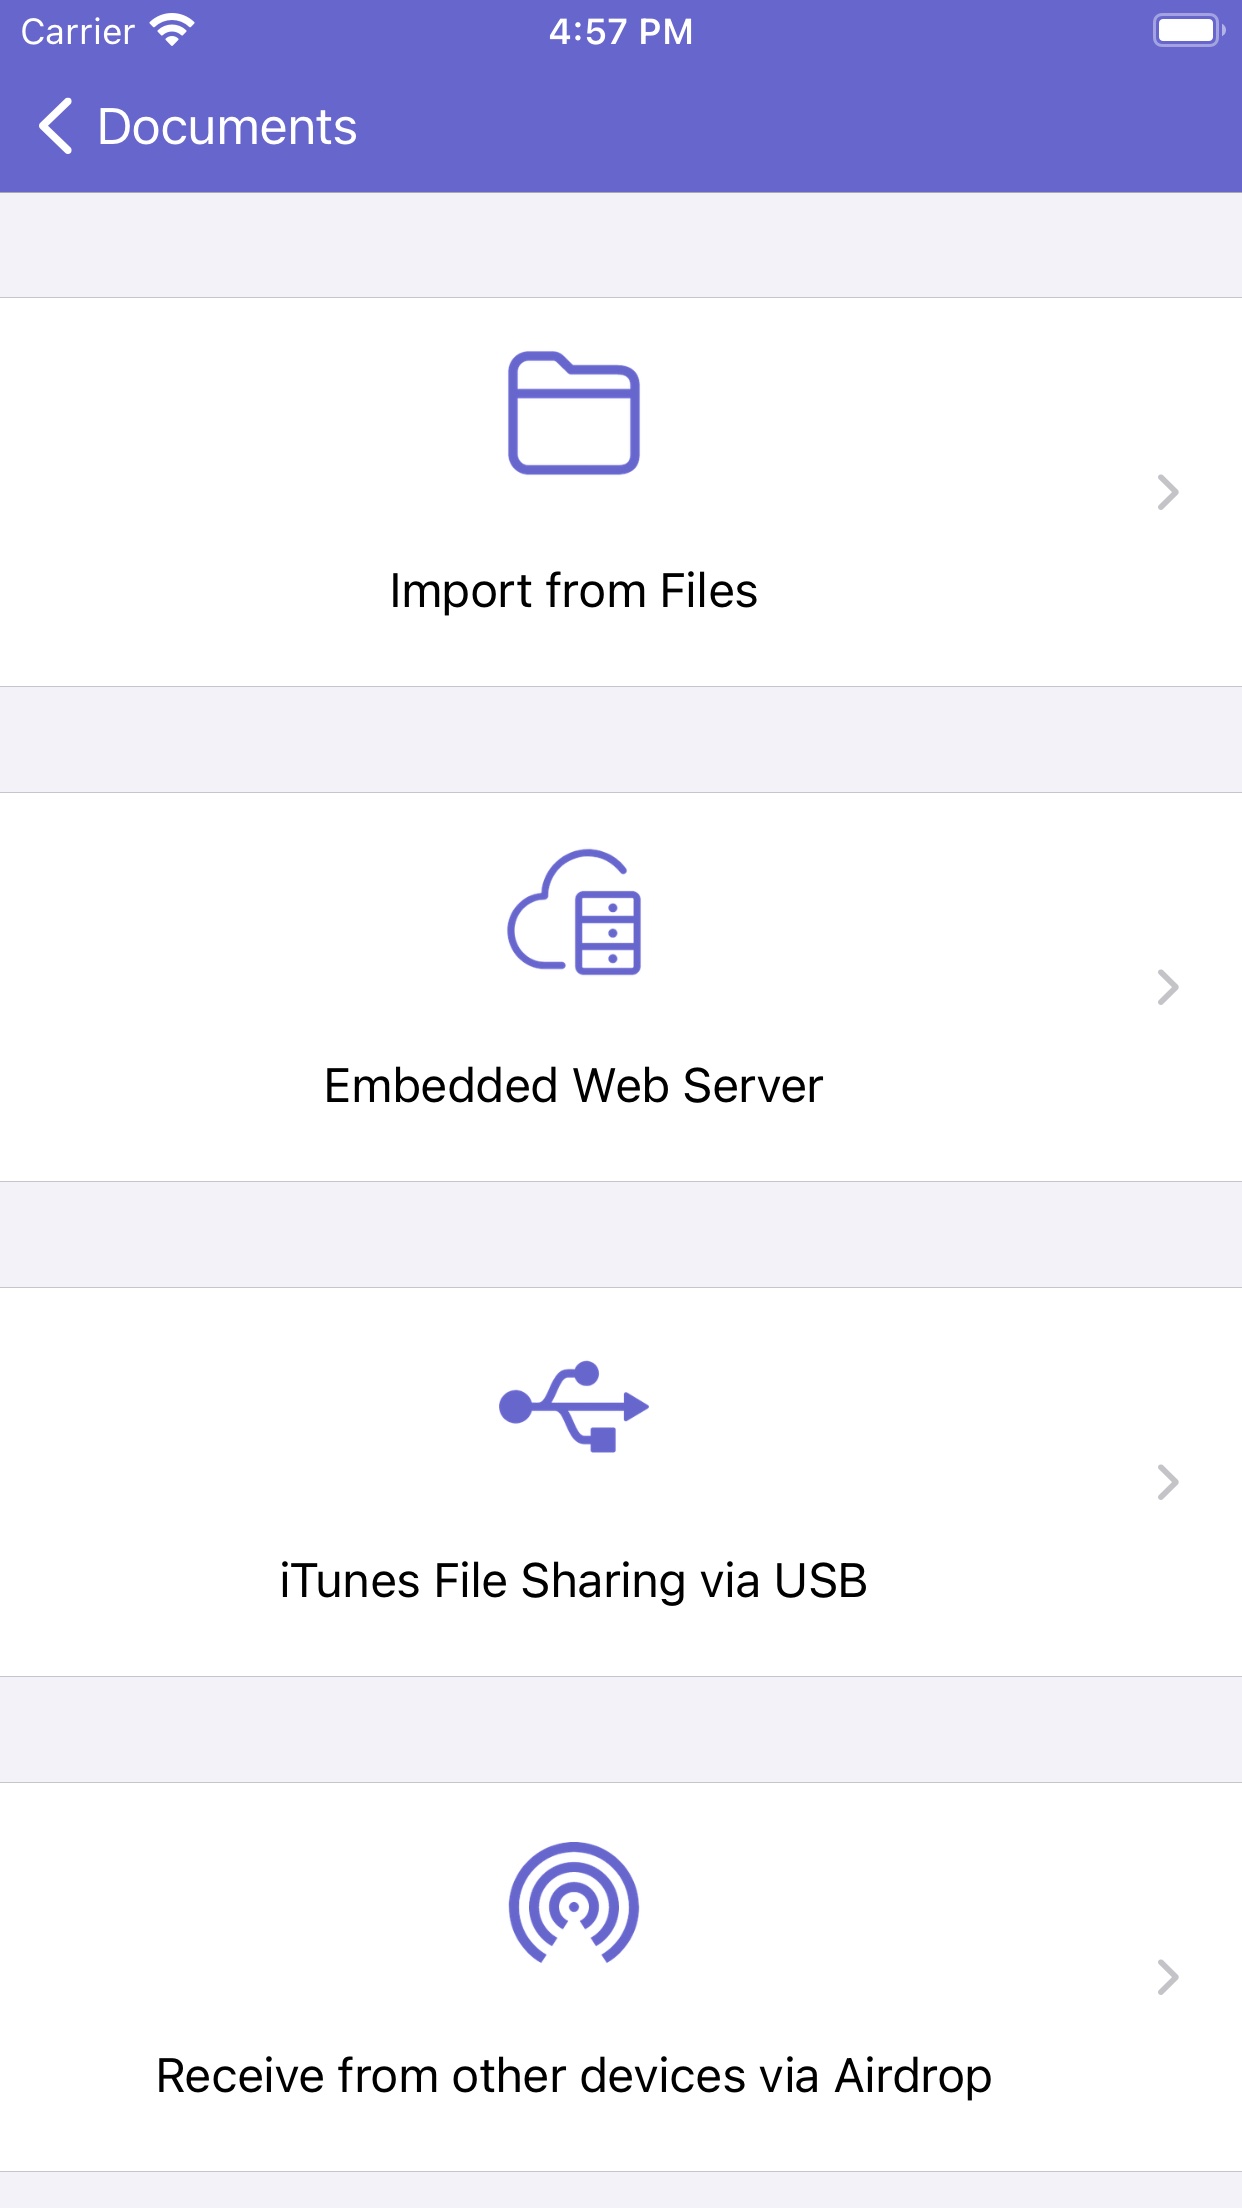 Carrier 4:57 PM
Documents
Import from Files
Embedded Web Server
iTunes File Sharing via USB
Receive from other devices via Airdrop